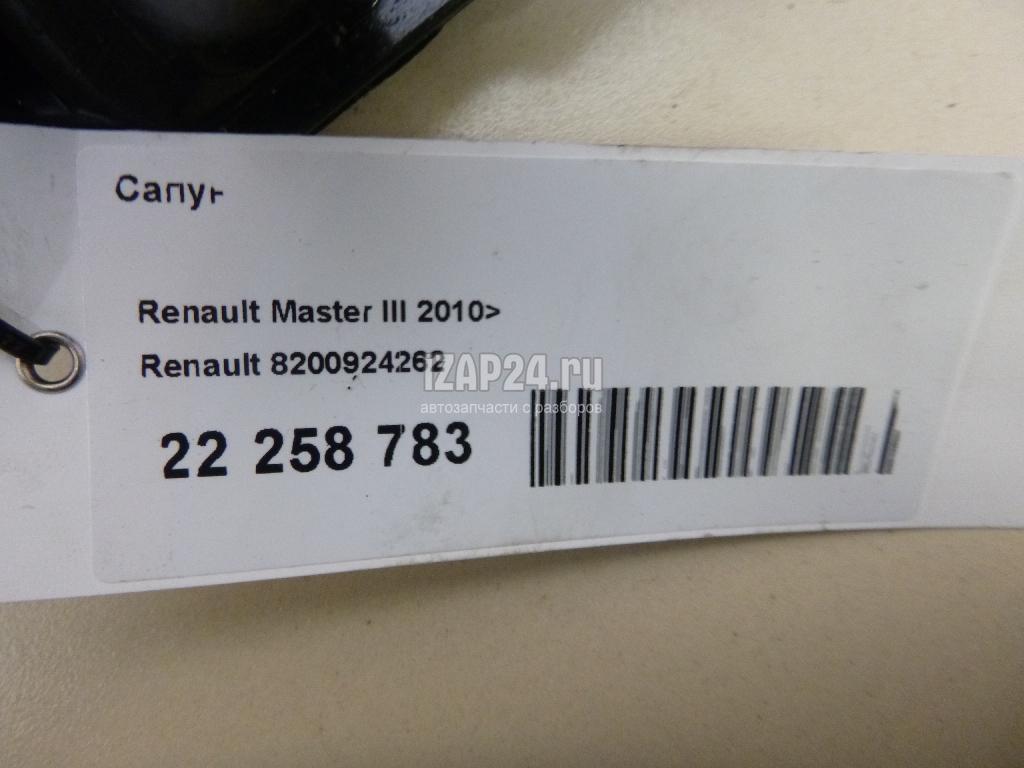 Сапун
Renault Master III 2010>
Renault 8200924262
IZAP24.ru
автозапчасти с разборов
22 258 783